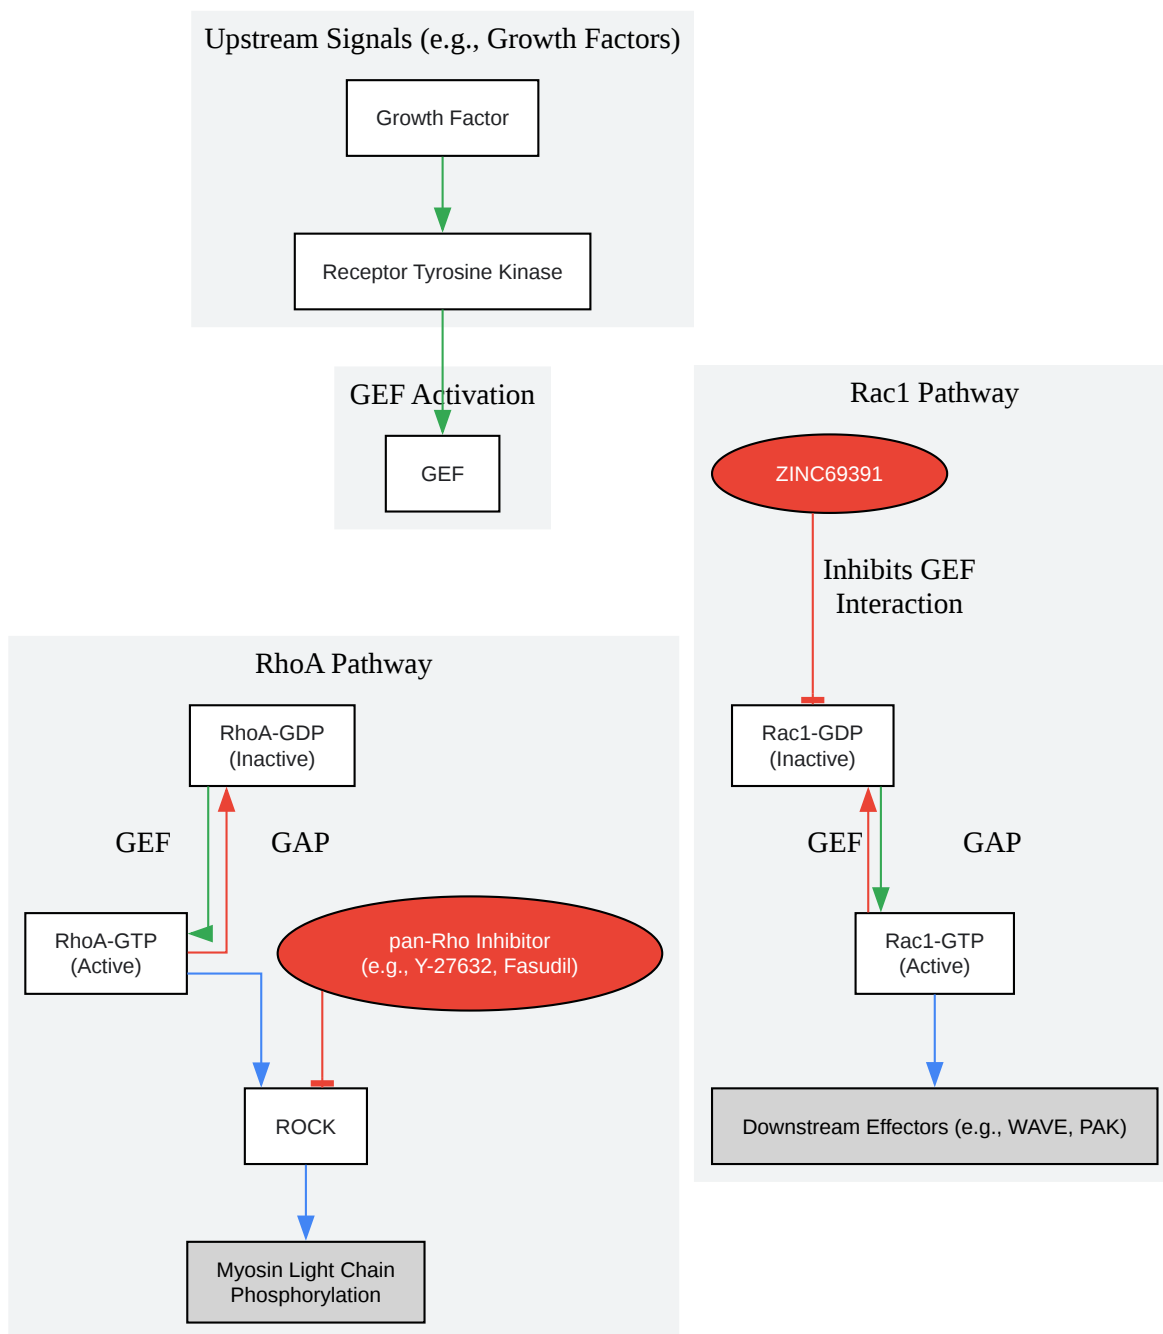 Upstream Signals (e.g., Growth Factors)
Growth Factor
Receptor Tyrosine Kinase
GEF Activation
GEF
Rac1 Pathway
ZINC69391
Inhibits GEF
Interaction
Rac1-GDP
(Inactive)
GEF
GAP
Rac1-GTP
(Active)
Downstream Effectors (e.g., WAVE, PAK)
RhoA Pathway
RhoA-GDP
(Inactive)
GEF
GAP
RhoA-GTP
(Active)
pan-Rho Inhibitor
(e.g., Y-27632, Fasudil)
ROCK
Myosin Light Chain
Phosphorylation